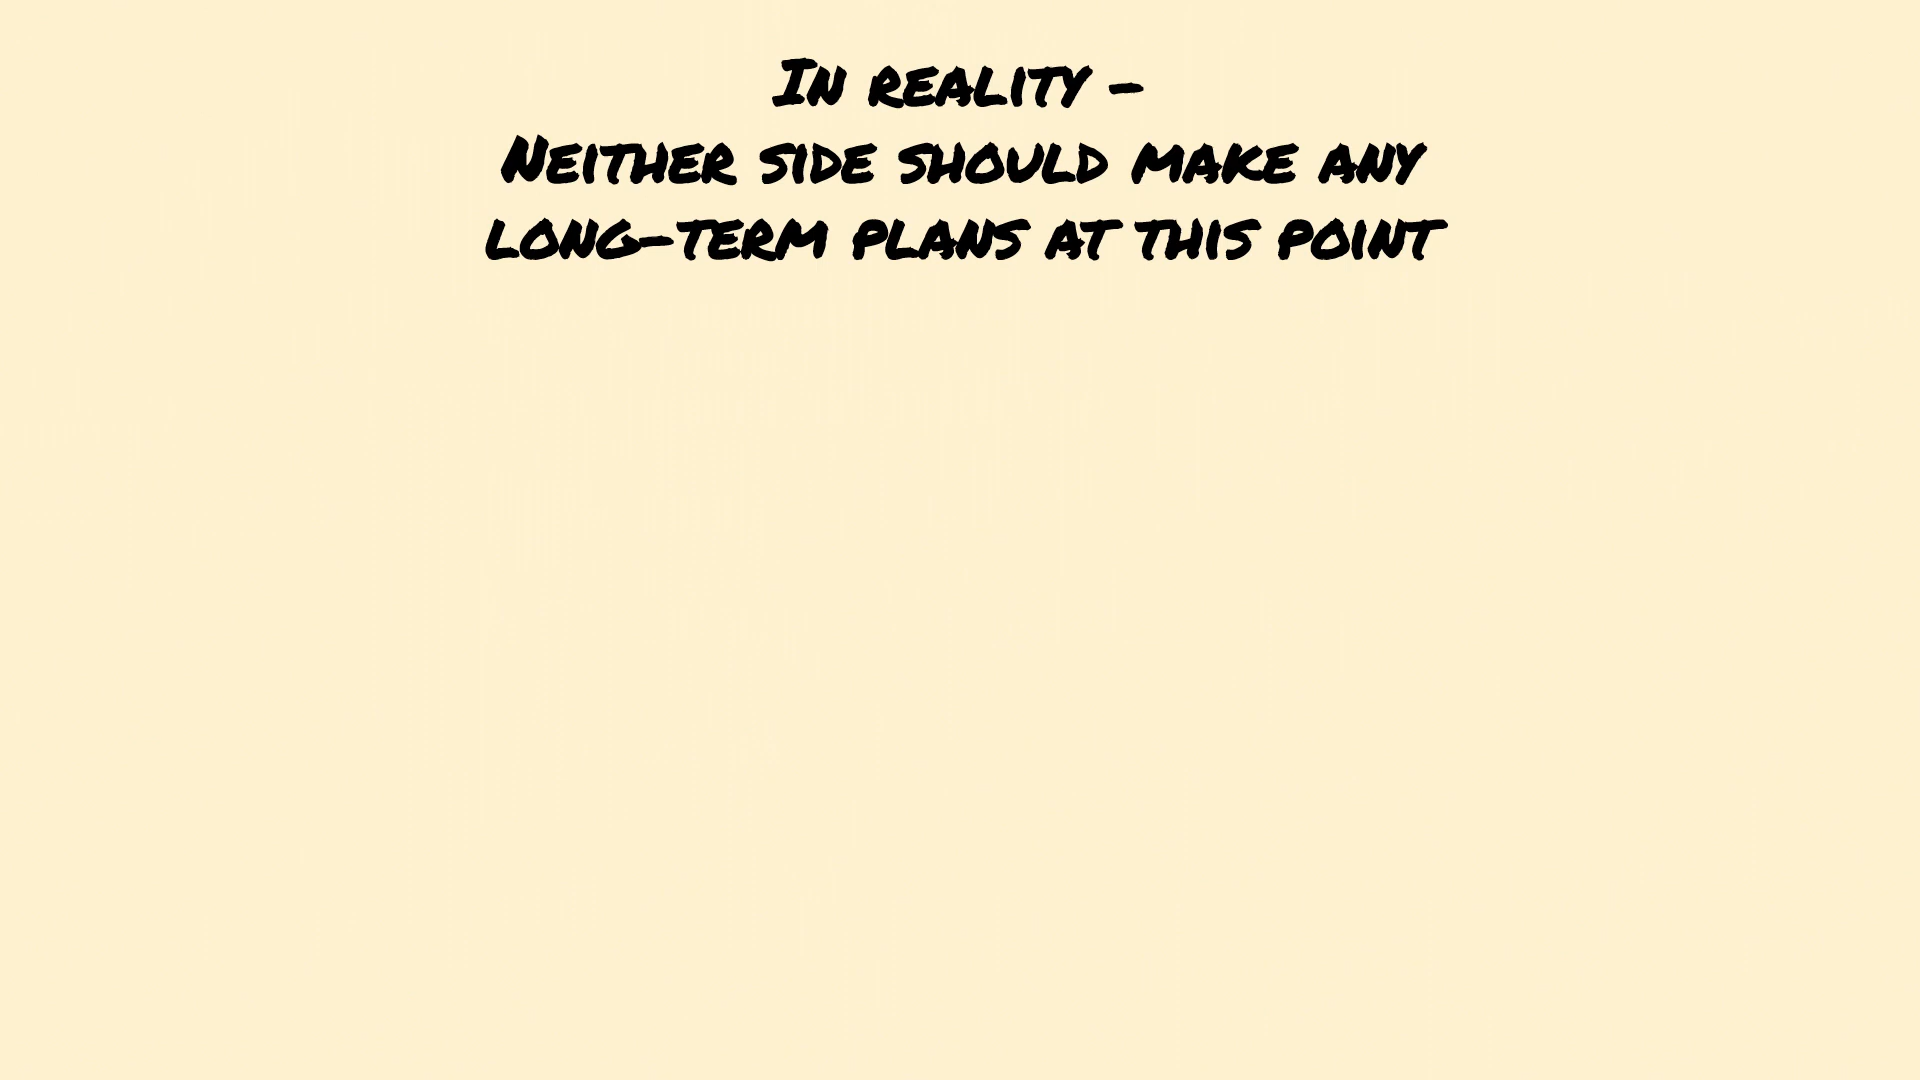 In reality -
Neither side should make any
long-term plans at this point